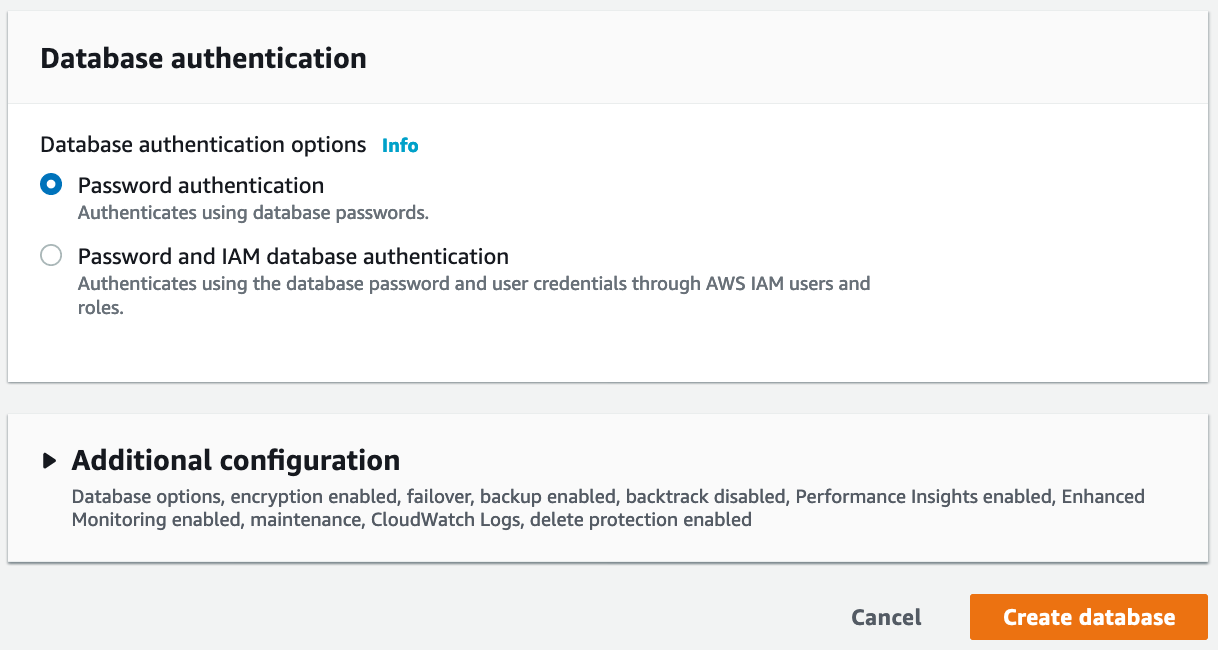 Database authentication
Database authentication options Info
Password authentication
Authenticates using database passwords.
Password and IAM database authentication
Authenticates using the database password and user credentials through AWS IAM users and
roles.
Additional configuration
Database options, encryption enabled, failover, backup enabled, backtrack disabled, Performance Insights enabled, Enhanced
Monitoring enabled, maintenance, CloudWatch Logs, delete protection enabled
Cancel Create database